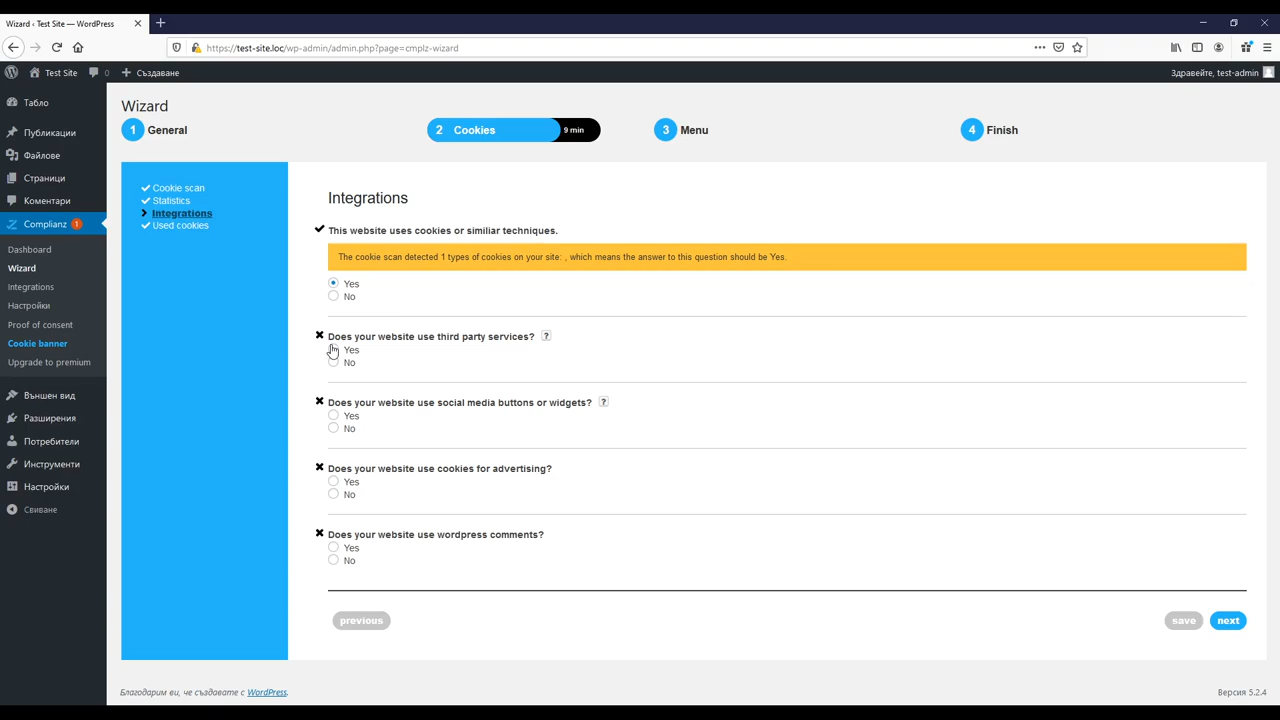 Wizard ‹ Test Site — WordPress
https://test-site.loc/wp-admin/admin.php?page=cmplz-wizard
Test Site 0 Създаване
Здравейте, test-admin
Табло
Публикации
Файлове
Страници
Коментари
Complianz 1
Dashboard
Wizard
Integrations
Настройки
Proof of consent
Cookie banner
Upgrade to premium
Външен вид
Разширения
Потребители
Инструменти
Настройки
Свиване
Wizard
1 General
2 Cookies 9 min
3 Menu
4 Finish
Cookie scan
Statistics
Integrations
Used cookies
Integrations
This website uses cookies or similiar techniques.
The cookie scan detected 1 types of cookies on your site: , which means the answer to this question should be Yes.
Yes
No
Does your website use third party services? ?
Yes
No
Does your website use social media buttons or widgets? ?
Yes
No
Does your website use cookies for advertising?
Yes
No
Does your website use wordpress comments?
Yes
No
previous
save next
Благодарим ви, че създавате с WordPress.
Версия 5.2.4